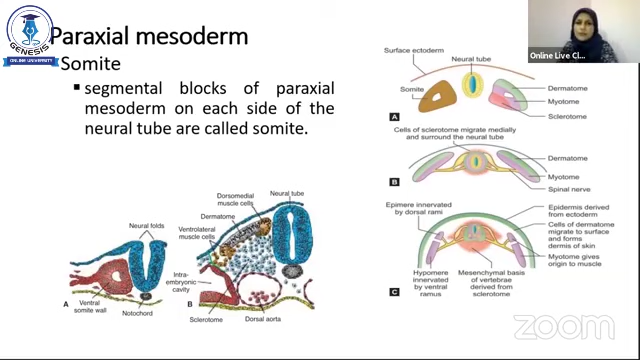 GENESIS
ONLINE UNIVERSITY
Paraxial mesoderm
Somite
▪ segmental blocks of paraxial
mesoderm on each side of the
neural tube are called somite.
Neural folds
Ventral
somite wall
Notochord
A
Dorsomedial
muscle cells
Neural tube
Dermatome
Ventrolateral
muscle cells
Intra-
embryonic
cavity
B
Sclerotome
Dorsal aorta
Surface ectoderm
Neural tube
Somite
Dermatome
Myotome
Sclerotome
A
Cells of sclerotome migrate medially
and surround the neural tube
Dermatome
Myotome
Spinal nerve
B
Epimere innervated
by dorsal rami
Epidermis derived
from ectoderm
Cells of dermatome
migrate to surface
and forms
dermis of skin
Myotome gives
origin to muscle
Hypomere
innervated
by ventral
ramus
Mesenchymal basis
of vertebrae
derived from
sclerotome
C
Online Live Cl...
zoom